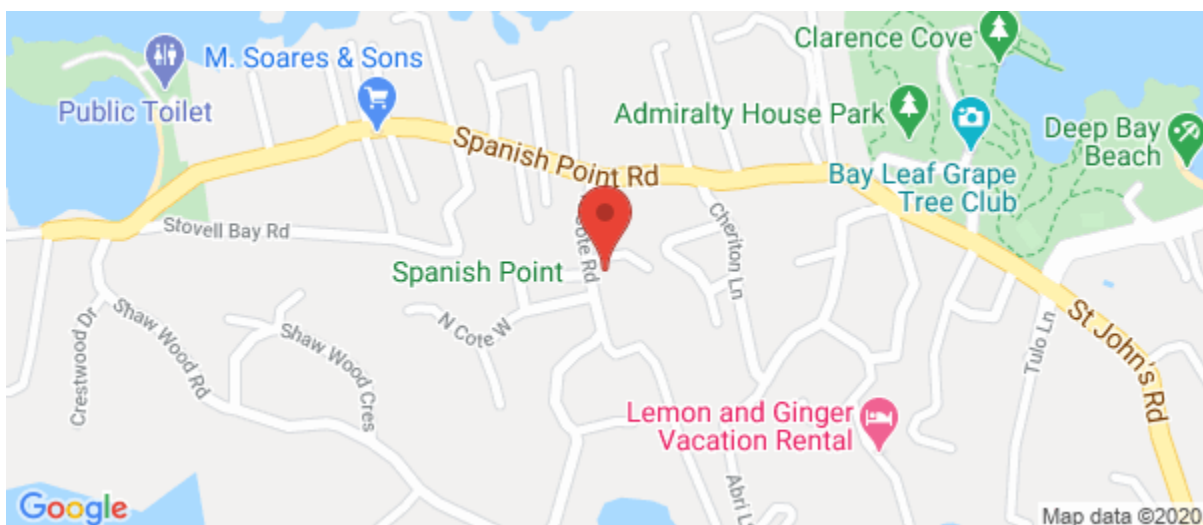 Clarence Cove
M. Soares & Sons
Public Toilet
Admiralty House Park
Deep Bay
Beach
Spanish Point Rd
Bay Leaf Grape
Tree Club
Cheriton Ln
Stovell Bay Rd
Cote Rd
Spanish Point
N Cote W
St John's Rd
Tulo Ln
Crestwood Dr
Shaw Wood Rd
Shaw Wood Cres
Lemon and Ginger
Vacation Rental
Abri L
Google
Map data ©2020